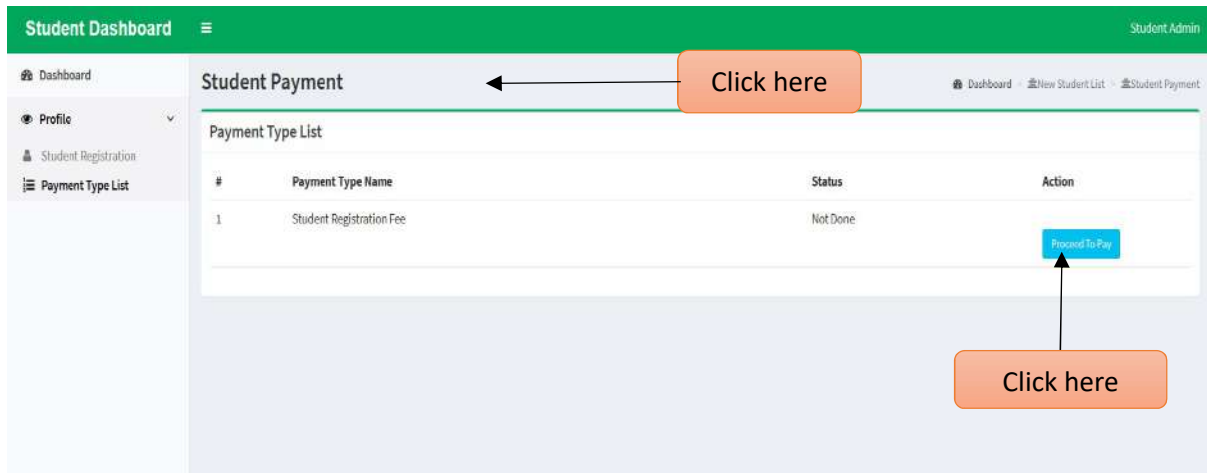 Student Dashboard
Student Admin
Dashboard
Student Payment
Click here
Dashboard
New Student List
Student Payment
Profile
Payment Type List
Student Registration
Payment Type List
# Payment Type Name Status Action
1 Student Registration Fee Not Done
Proceed To Pay
Click here